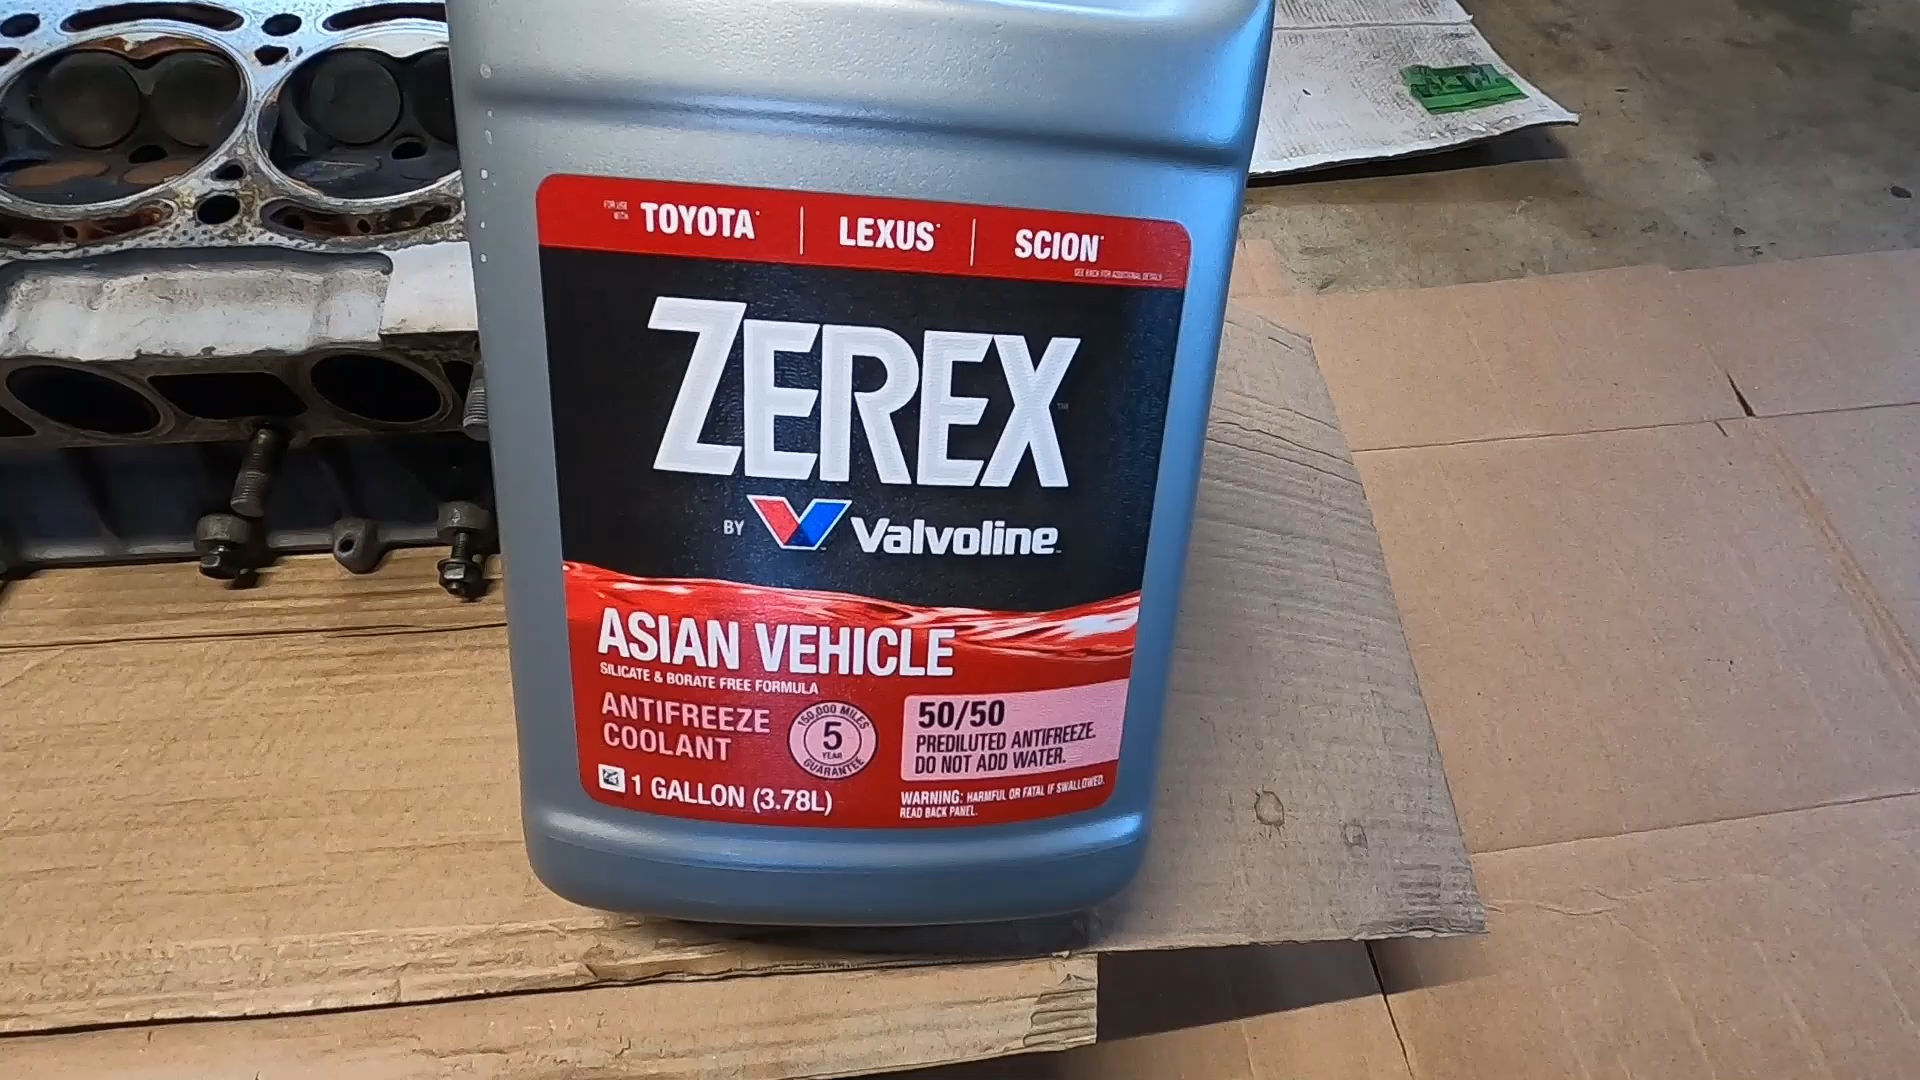 FOR USE WITH TOYOTA | LEXUS | SCION
SEE BACK FOR ADDITIONAL DETAILS
ZEREX
BY Valvoline
ASIAN VEHICLE
SILICATE & BORATE FREE FORMULA
ANTIFREEZE
COOLANT
150,000 MILES
5
YEAR
GUARANTEE
50/50
PREDILUTED ANTIFREEZE.
DO NOT ADD WATER.
1 GALLON (3.78L)
WARNING: HARMFUL OR FATAL IF SWALLOWED.
READ BACK PANEL.